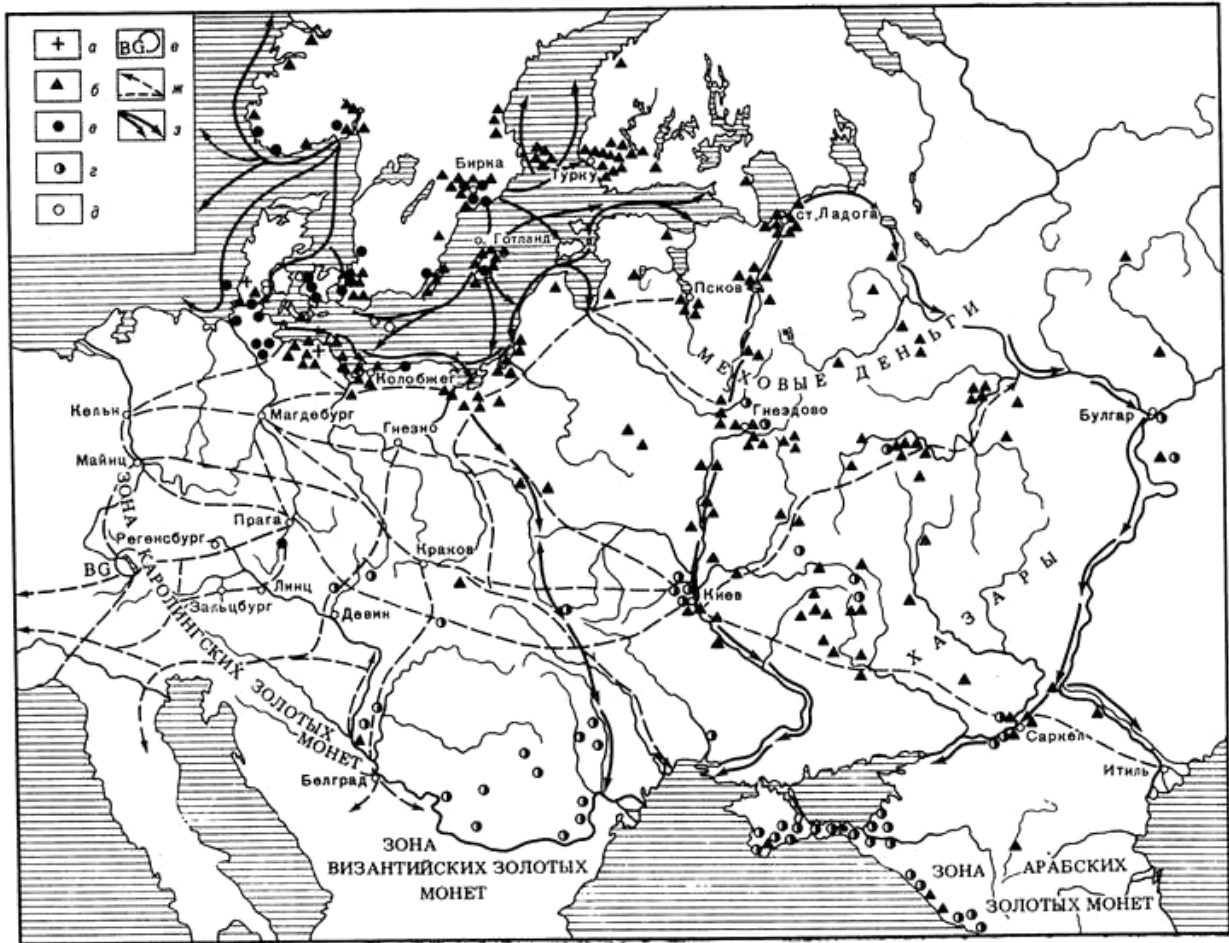 а
б
в
г
д
BG
е
ж
з
Бирка
Турку
о. Готланд
ст. Ладога
Псков
МЕХОВЫЕ ДЕНЬГИ
Колобжег
Кельн
Магдебург
Гнезно
Гнездово
Булгар
Майнц
Прага
Регенсбург
Краков
BG
Линц
Зальцбург
Девин
Киев
ХАЗАРЫ
ЗОНА КАРОЛИНГСКИХ ЗОЛОТЫХ МОНЕТ
Саркел
Итиль
Белград
ЗОНА
ВИЗАНТИЙСКИХ ЗОЛОТЫХ
МОНЕТ
ЗОНА АРАБСКИХ
ЗОЛОТЫХ МОНЕТ